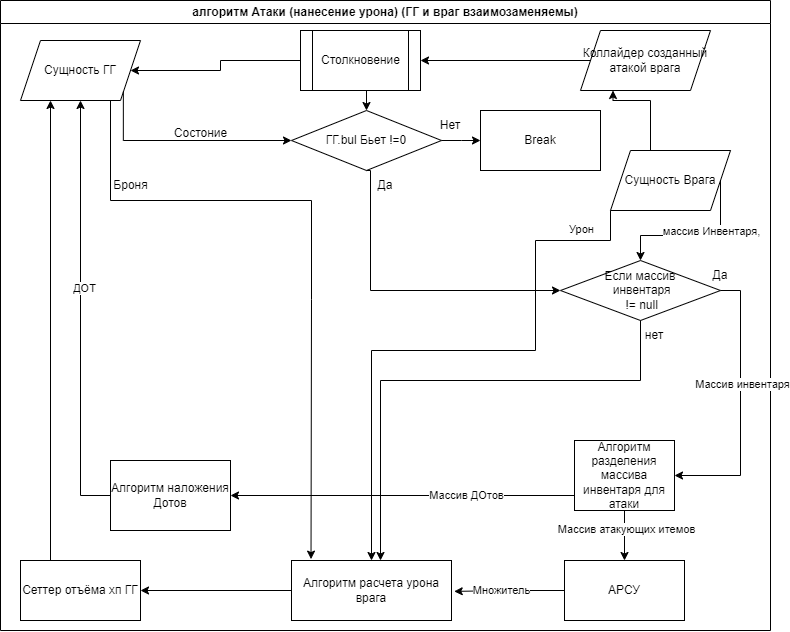 алгоритм Атаки (нанесение урона) (ГГ и враг взаимозаменяемы)
Сущность ГГ
Столкновение
Коллайдер созданный
атакой врага
Состоние
ГГ.bul Бьет !=0
Нет
Break
Да
Броня
Сущность Врага
Урон
массив Инвентаря,
Если массив
инвентаря
!= null
Да
нет
ДОТ
Массив инвентаря
Алгоритм
разделения
массива
инвентаря для
атаки
Массив ДОтов
Алгоритм наложения
Дотов
Массив атакующих итемов
Сеттер отъёма хп ГГ
Алгоритм расчета урона
врага
Множитель
АРСУ